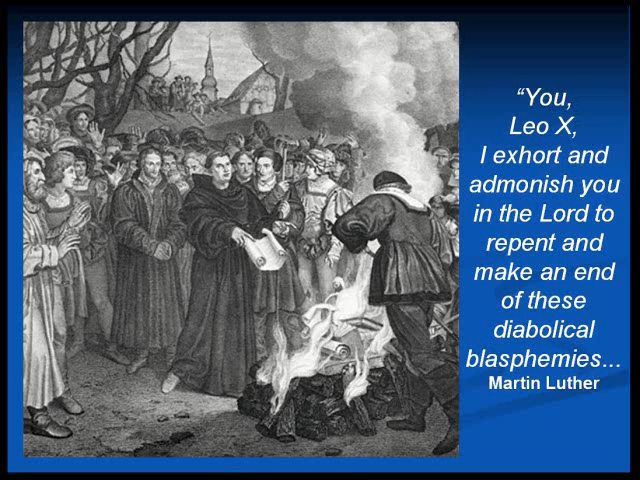 “You,
Leo X,
I exhort and
admonish you
in the Lord to
repent and
make an end
of these
diabolical
blasphemies...
Martin Luther